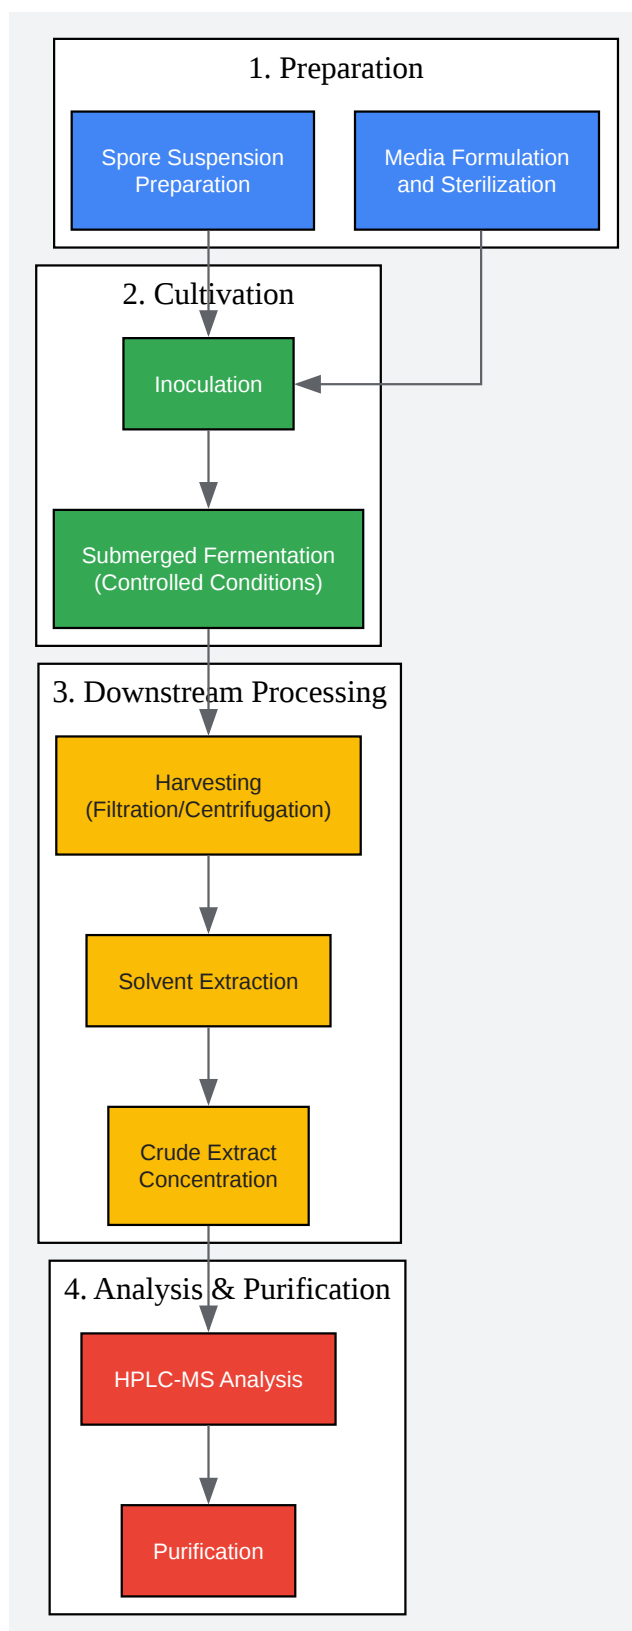 1. Preparation
Spore Suspension
Preparation
Media Formulation
and Sterilization
2. Cultivation
Inoculation
Submerged Fermentation
(Controlled Conditions)
3. Downstream Processing
Harvesting
(Filtration/Centrifugation)
Solvent Extraction
Crude Extract
Concentration
4. Analysis & Purification
HPLC-MS Analysis
Purification